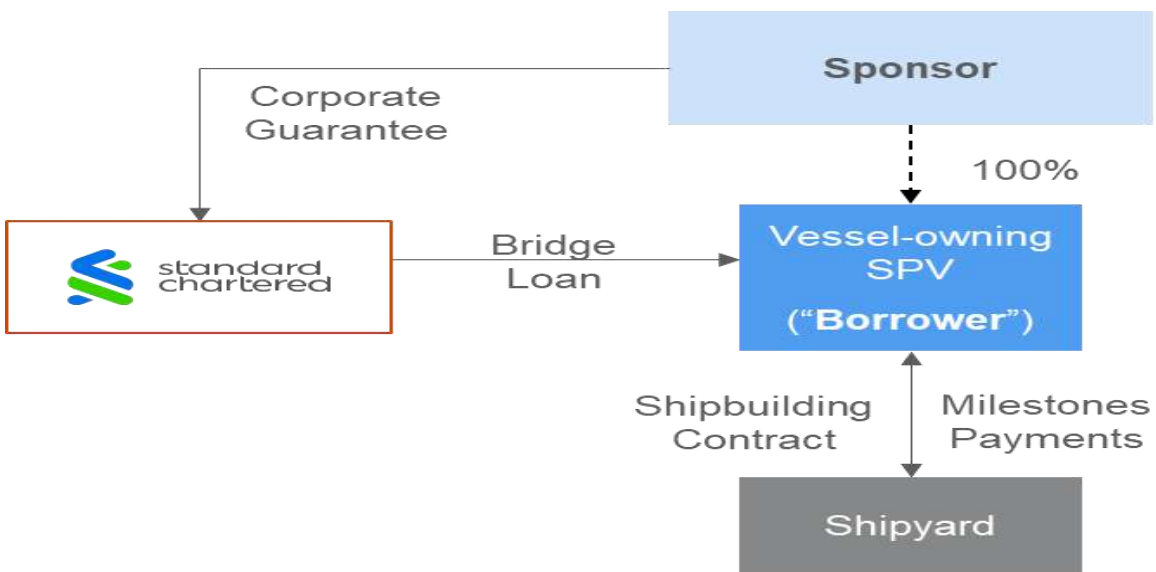 Sponsor
Corporate
Guarantee
100%
standard
chartered
Bridge
Loan
Vessel-owning
SPV
(“Borrower”)
Shipbuilding
Contract
Milestones
Payments
Shipyard